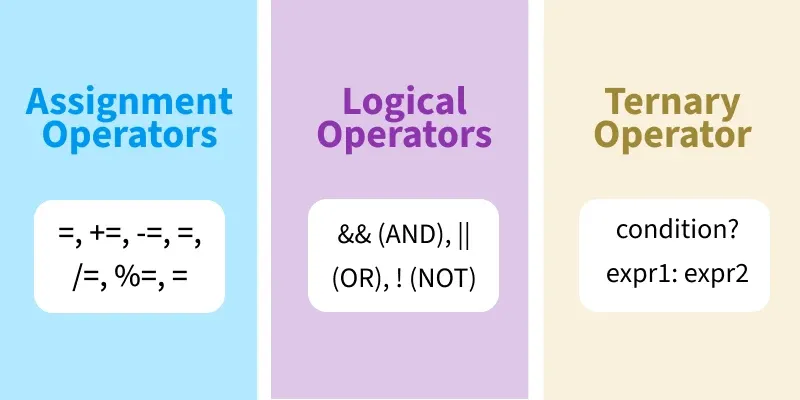 Assignment
Operators
=, +=, -=, =,
/=, %=, =
Logical
Operators
&& (AND), ||
(OR), ! (NOT)
Ternary
Operator
condition?
expr1: expr2